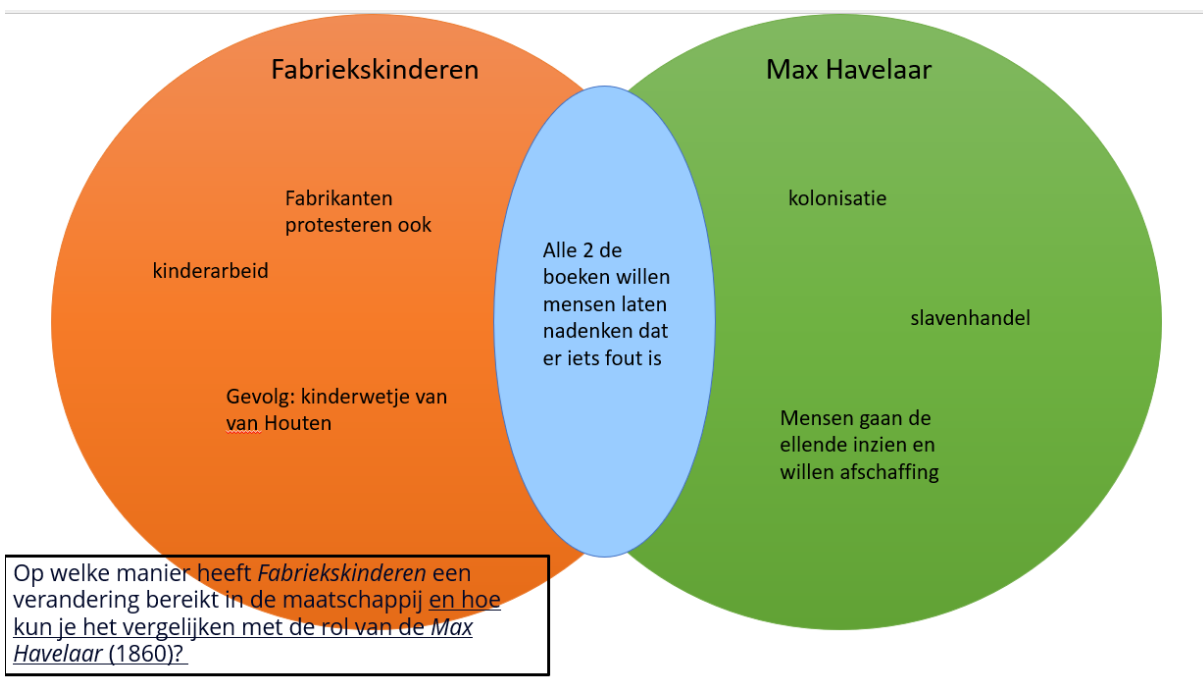 Fabriekskinderen
Fabrikanten
protesteren ook
kinderarbeid
Gevolg: kinderwetje van
van Houten
Alle 2 de
boeken willen
mensen laten
nadenken dat
er iets fout is
Max Havelaar
kolonisatie
slavenhandel
Mensen gaan de
ellende inzien en
willen afschaffing
Op welke manier heeft Fabriekskinderen een
verandering bereikt in de maatschappij en hoe
kun je het vergelijken met de rol van de Max
Havelaar (1860)?